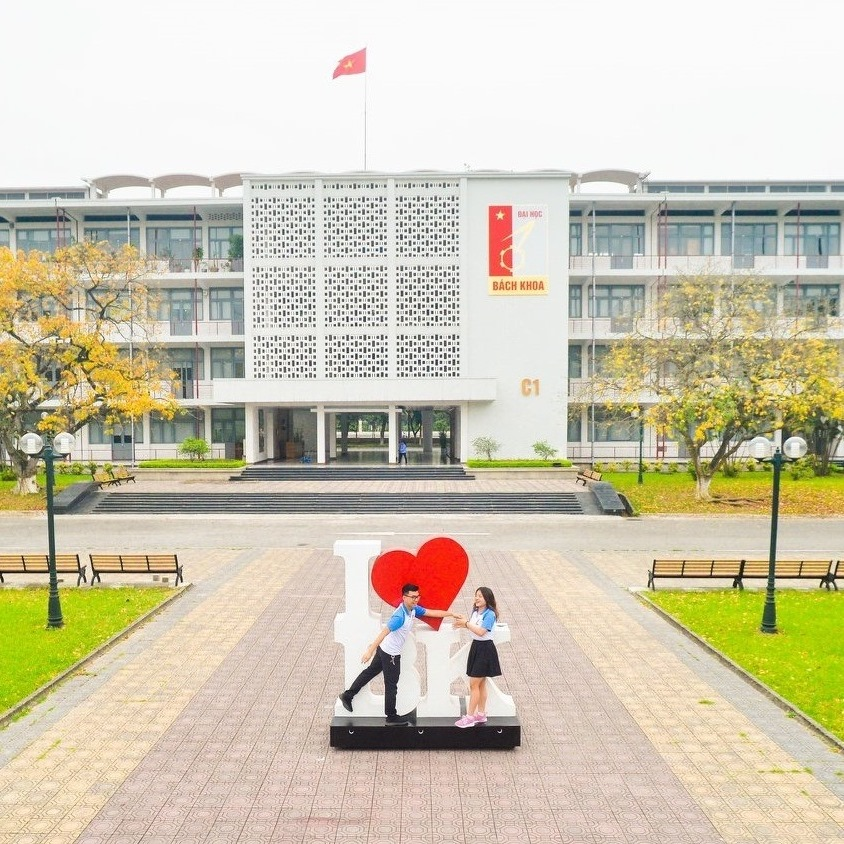 ĐẠI HỌC
BÁCH KHOA
C1
I
BK